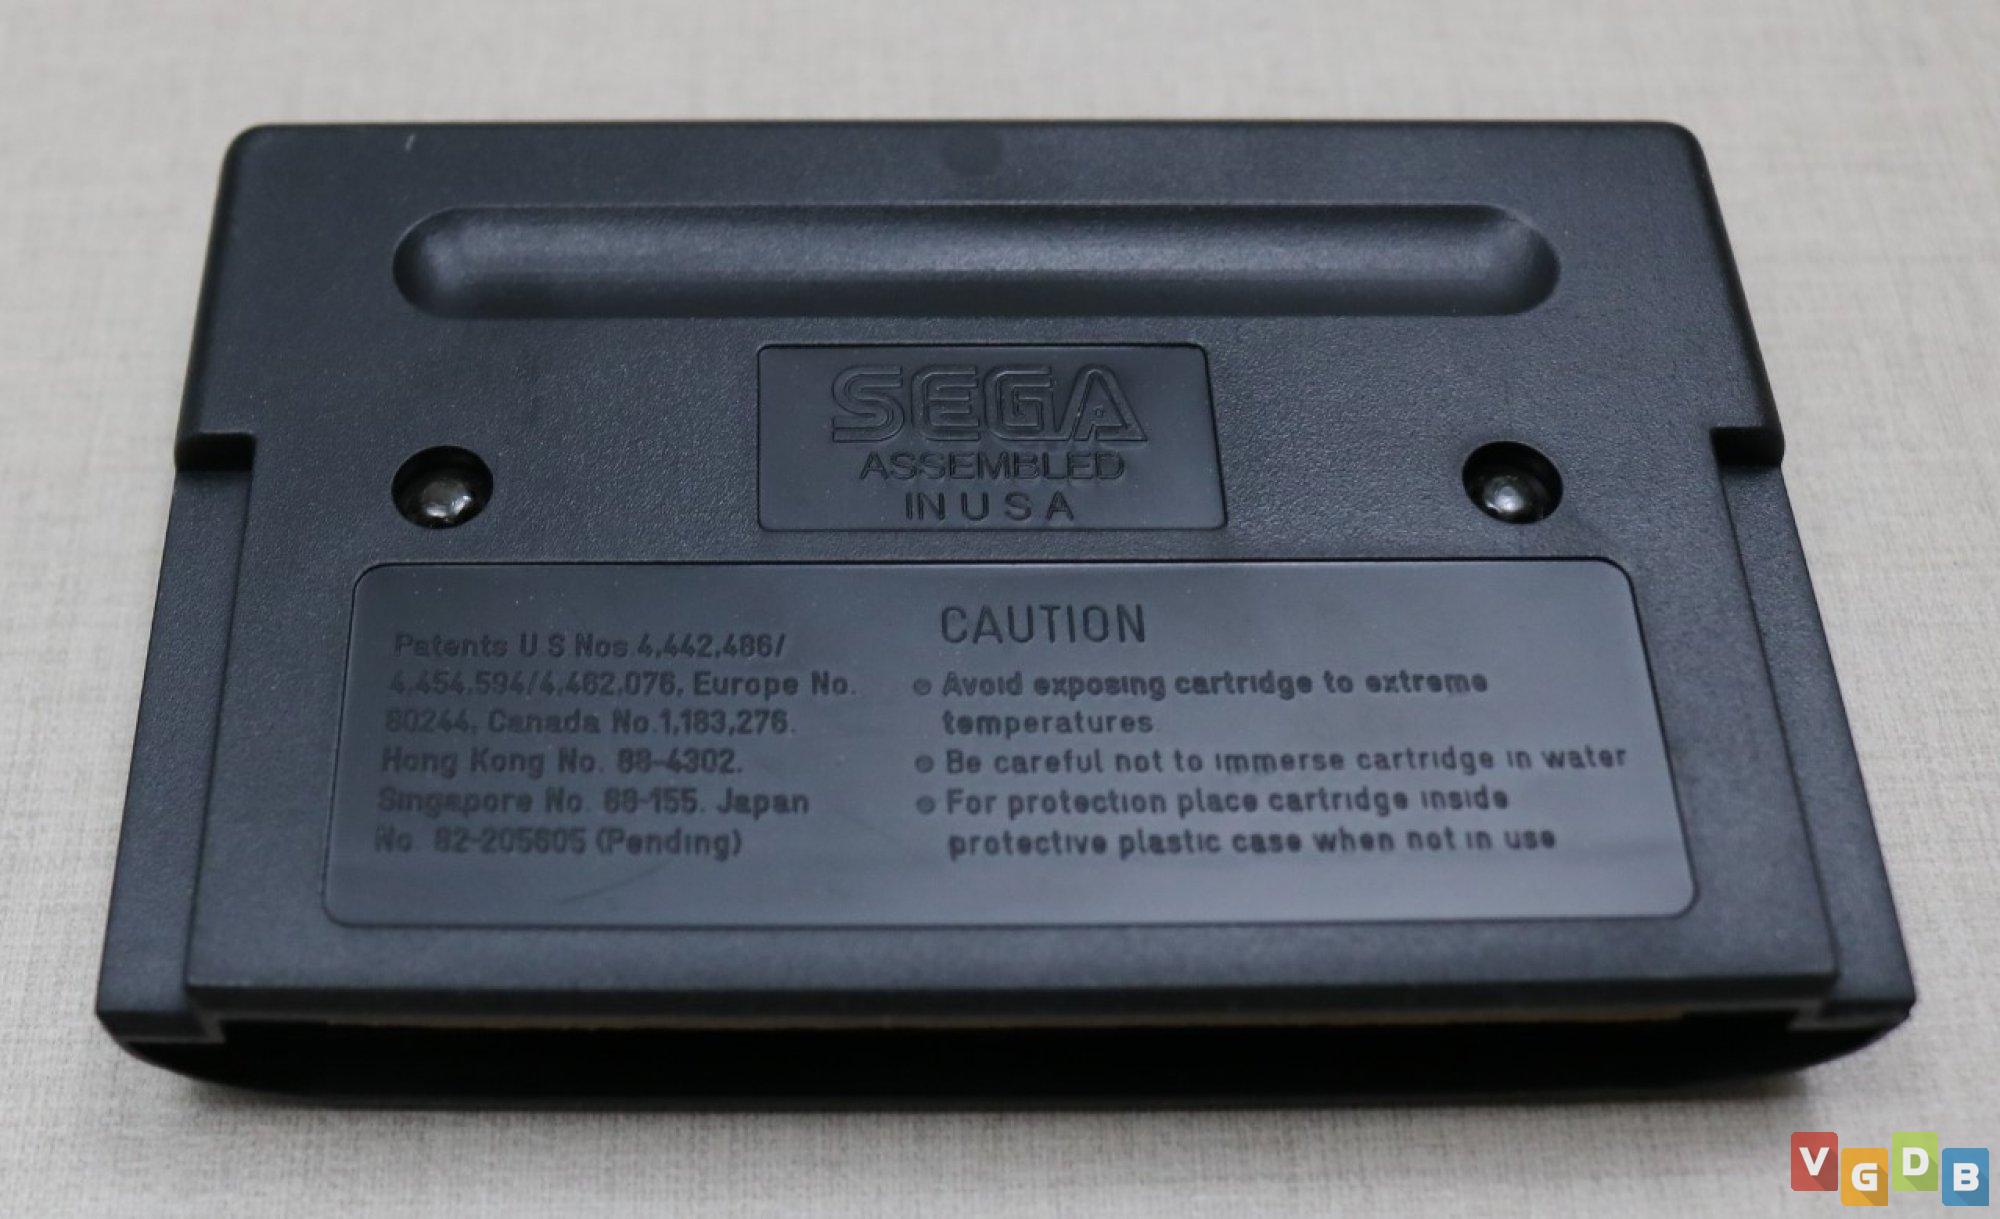 SEGA
ASSEMBLED
IN U S A
Patents U S Nos 4,442,486/
4,454,594/4,462,076, Europe No.
80244, Canada No.1,183,276.
Hong Kong No. 88-4302.
Singapore No. 88-155. Japan
No. 82-205605 (Pending)
CAUTION
Avoid exposing cartridge to extreme
temperatures
Be careful not to immerse cartridge in water
For protection place cartridge inside
protective plastic case when not in use
VGDB